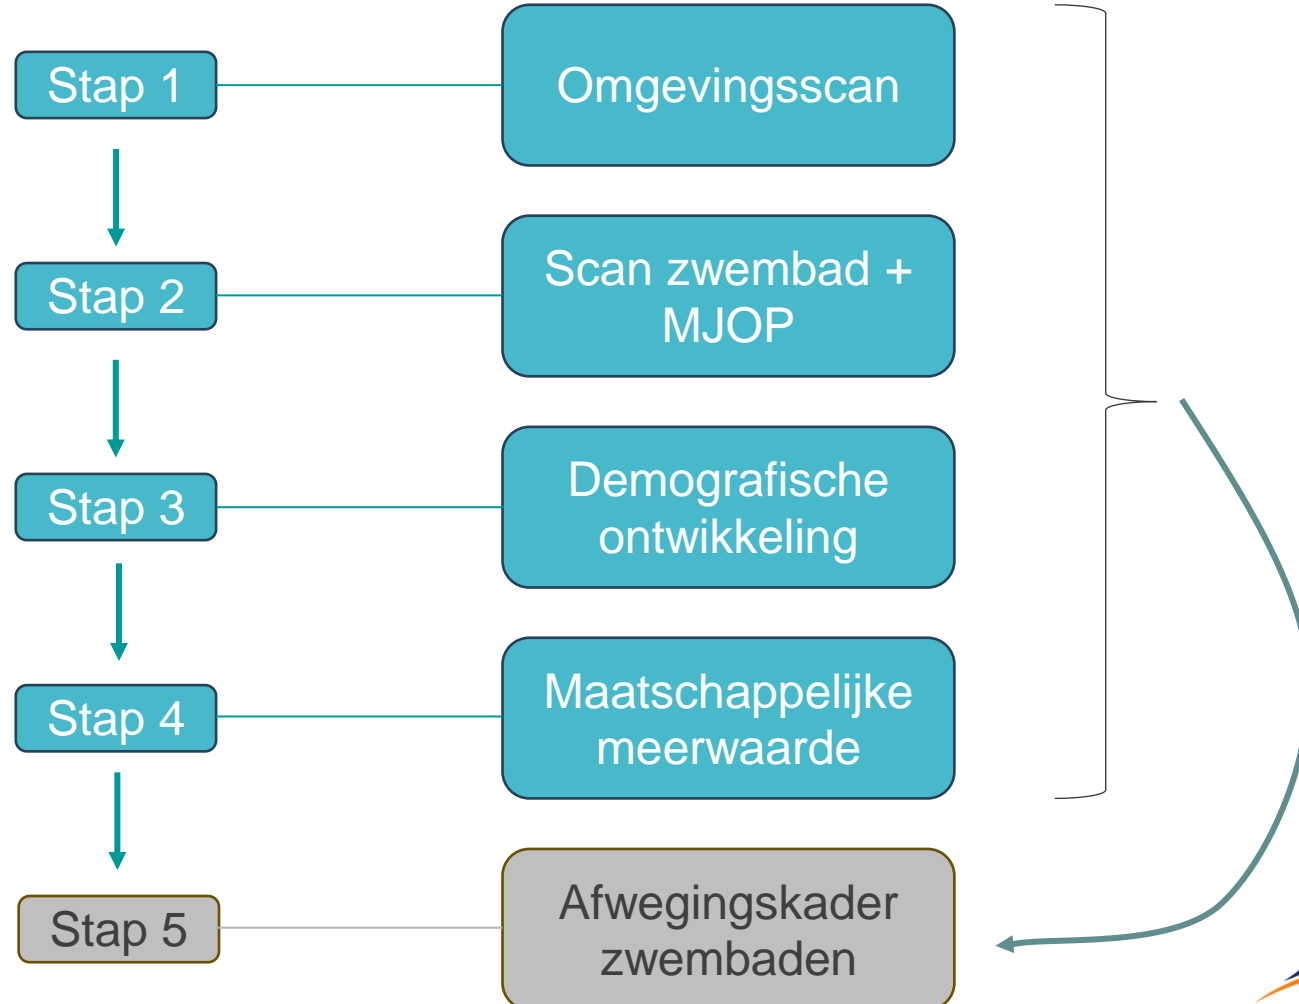 Stap 1
Omgevingsscan
Stap 2
Scan zwembad +
MJOP
Stap 3
Demografische
ontwikkeling
Stap 4
Maatschappelijke
meerwaarde
Stap 5
Afwegingskader
zwembaden